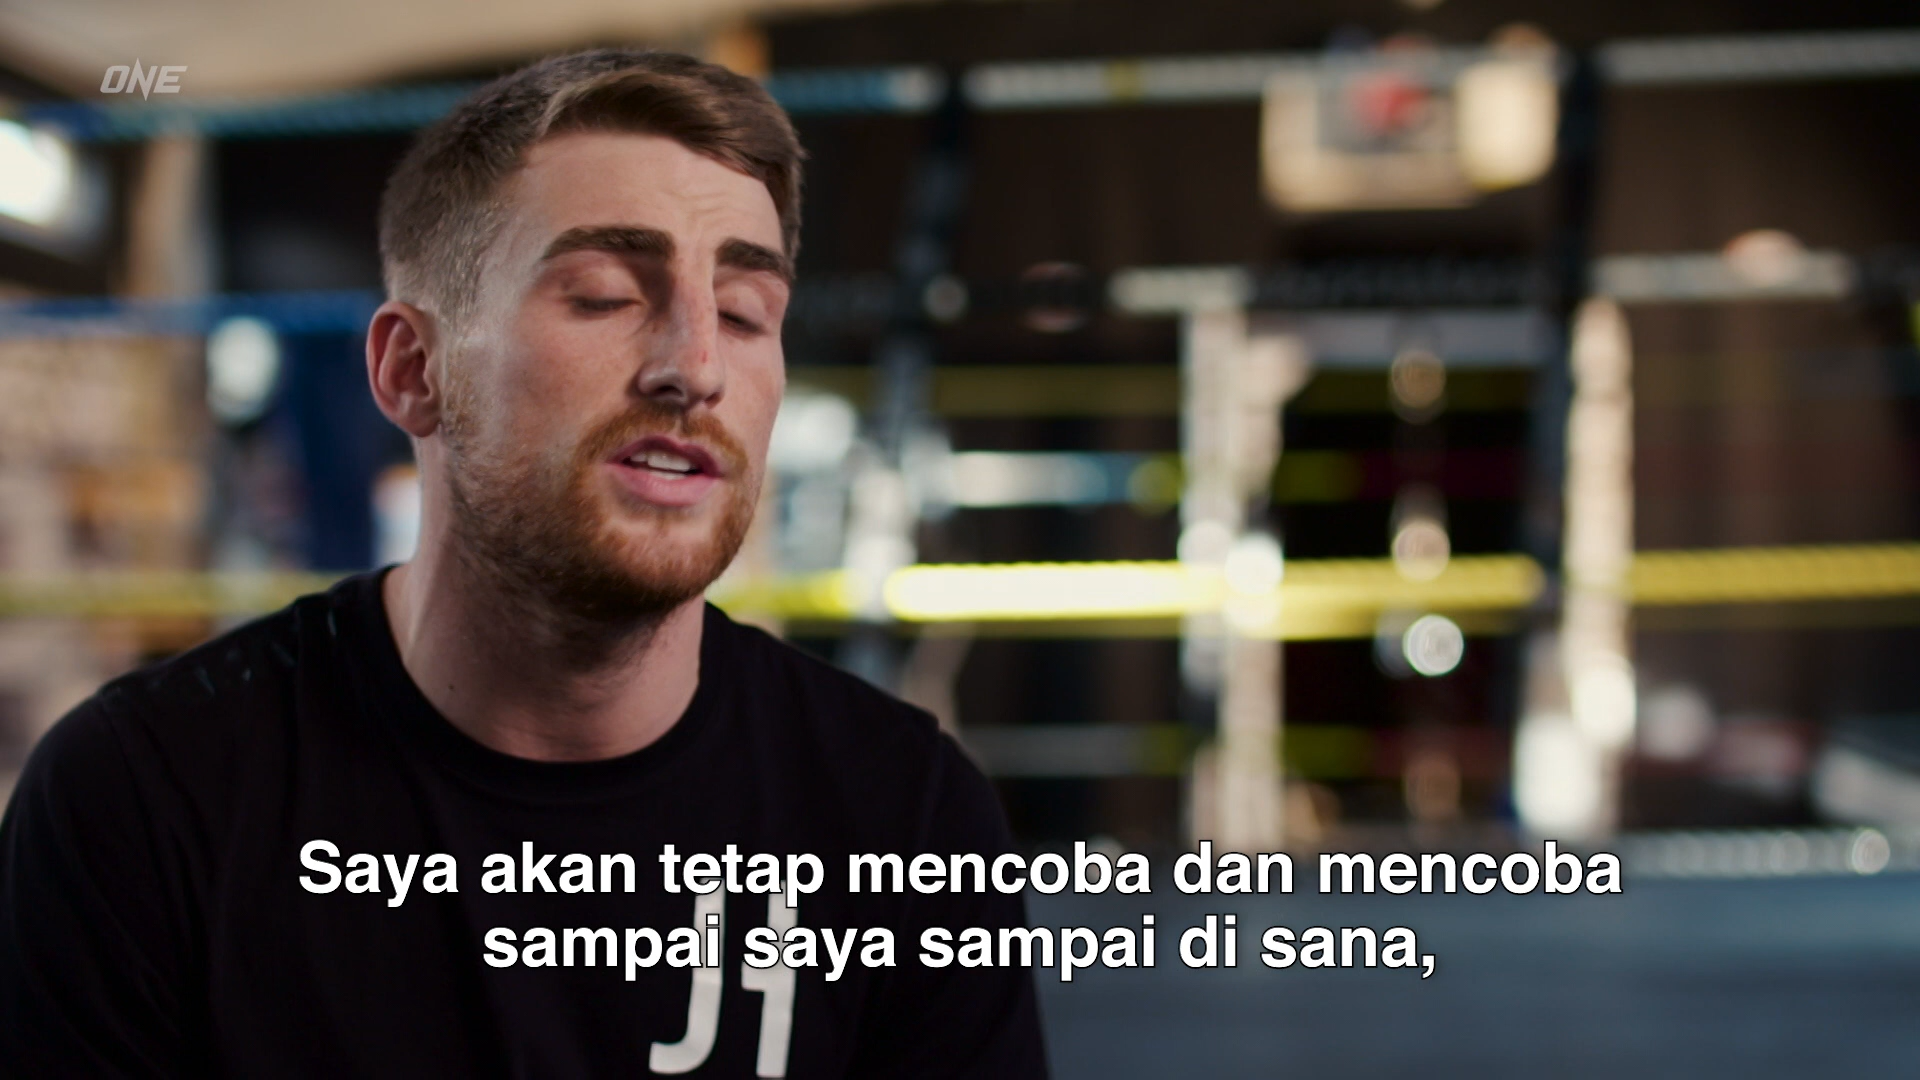 ONE
Saya akan tetap mencoba dan mencoba
sampai saya sampai di sana,